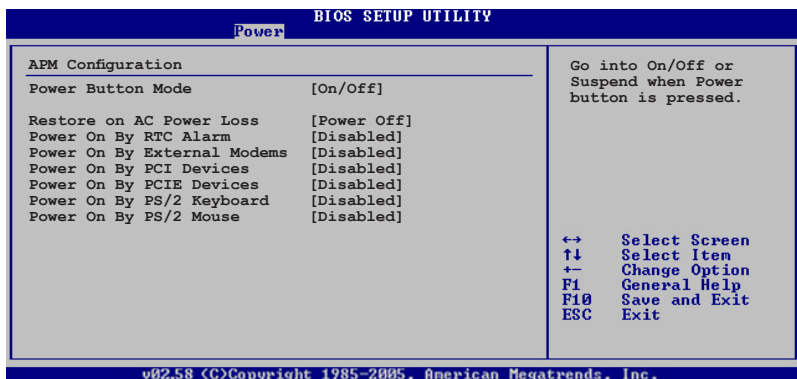 BIOS SETUP UTILITY
Power
APM Configuration
Power Button Mode [On/Off]
Restore on AC Power Loss [Power Off]
Power On By RTC Alarm [Disabled]
Power On By External Modems [Disabled]
Power On By PCI Devices [Disabled]
Power On By PCIE Devices [Disabled]
Power On By PS/2 Keyboard [Disabled]
Power On By PS/2 Mouse [Disabled]
Go into On/Off or
Suspend when Power
button is pressed.
←→ Select Screen
↑↓ Select Item
+- Change Option
F1 General Help
F10 Save and Exit
ESC Exit
v02.58 (C)Copyright 1985-2005, American Megatrends, Inc.